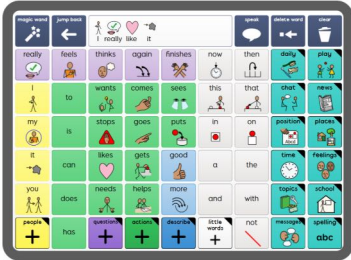 magic wand jump back I really like it speak delete word clear
really feels thinks again finishes now then daily play
I to wants comes sees this that chat news
my is stops goes puts in on position places
About
it can likes gets good a the time feelings
you does needs helps more and with topics school
people has questions actions describe little words not messages spelling
abc